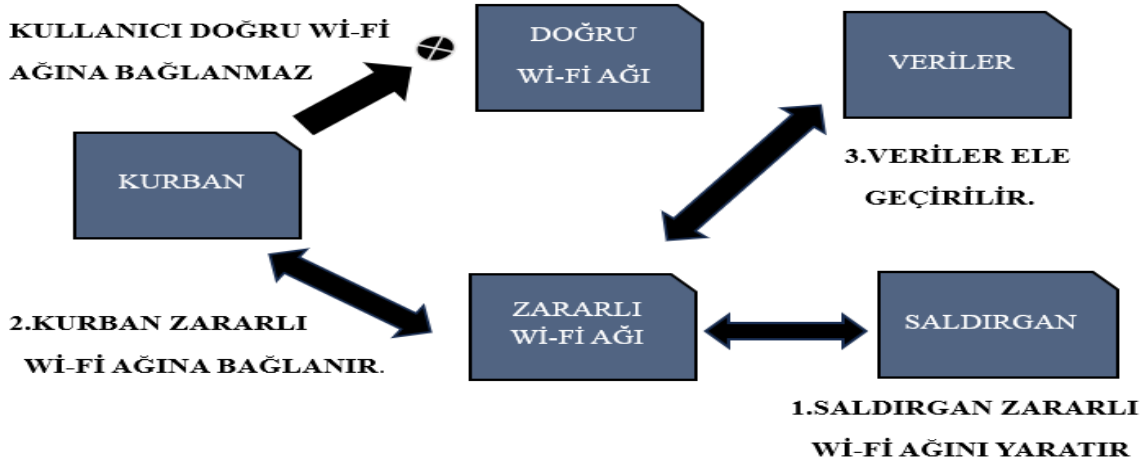 KULLANICI DOĞRU Wİ-Fİ
AĞINA BAĞLANMAZ
DOĞRU
Wİ-Fİ AĞI
VERİLER
KURBAN
3.VERİLER ELE
GEÇİRİLİR.
2.KURBAN ZARARLI
Wİ-Fİ AĞINA BAĞLANIR.
ZARARLI
Wİ-Fİ AĞI
SALDIRGAN
1.SALDIRGAN ZARARLI
Wİ-Fİ AĞINI YARATIR